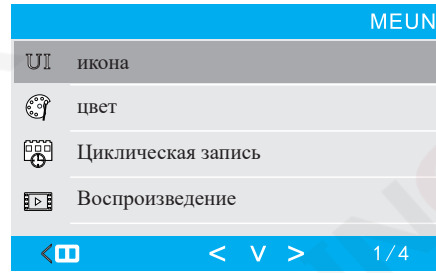 MEUN
UI икона
цвет
Циклическая запись
Воспроизведение
< V > 1/4